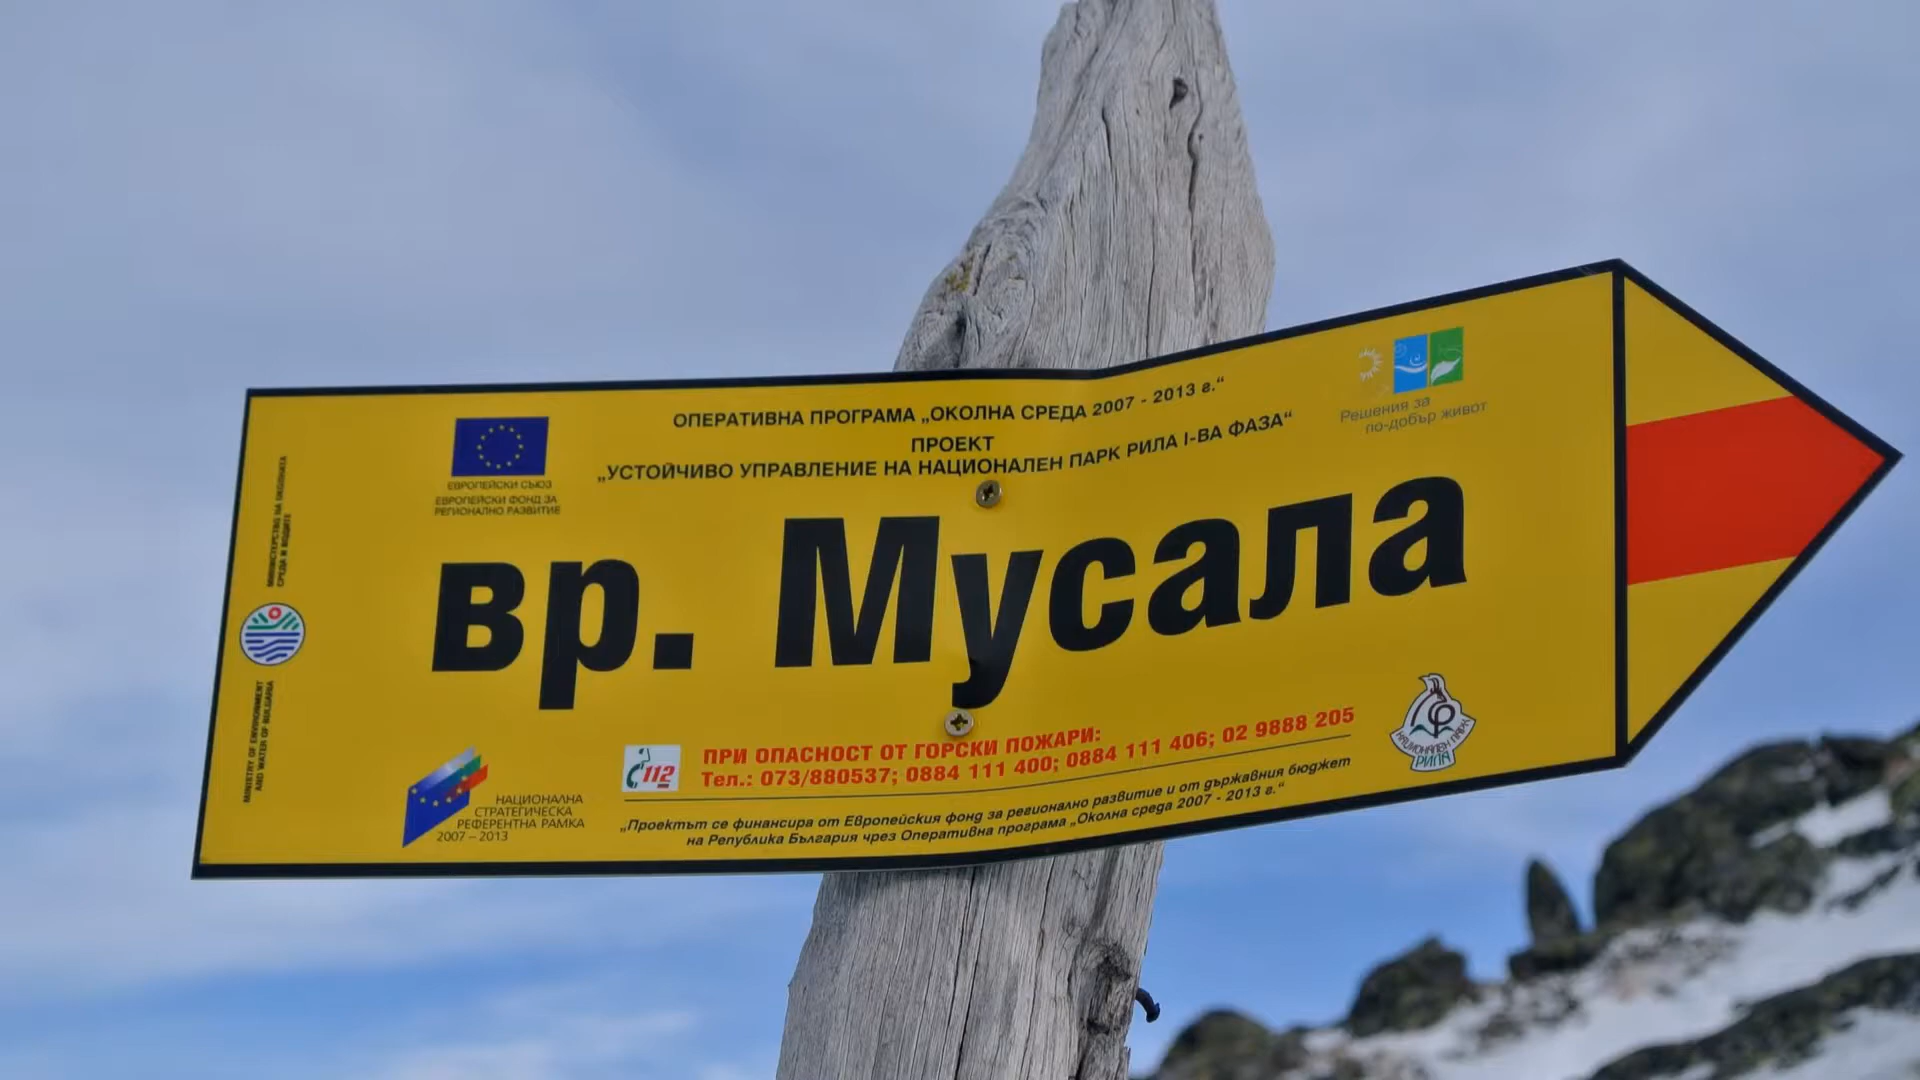 ОПЕРАТИВНА ПРОГРАМА „ОКОЛНА СРЕДА 2007 - 2013 г.“
ПРОЕКТ
„УСТОЙЧИВО УПРАВЛЕНИЕ НА НАЦИОНАЛЕН ПАРК РИЛА I-ВА ФАЗА“
ЕВРОПЕЙСКИ СЪЮЗ
ЕВРОПЕЙСКИ ФОНД ЗА
РЕГИОНАЛНО РАЗВИТИЕ
Решения за
по-добър живот
МИНИСТЕРСТВО НА ОКОЛНАТА
СРЕДА И ВОДИТЕ
MINISTRY OF ENVIRONMENT
AND WATER OF BULGARIA
вр. Мусала
НАЦИОНАЛНА
СТРАТЕГИЧЕСКА
РЕФЕРЕНТНА РАМКА
2007 – 2013
112
ПРИ ОПАСНОСТ ОТ ГОРСКИ ПОЖАРИ:
Тел.: 073/880537; 0884 111 400; 0884 111 406; 02 9888 205
„Проектът се финансира от Европейския фонд за регионално развитие и от държавния бюджет
на Република България чрез Оперативна програма „Околна среда 2007 - 2013 г.“
НАЦИОНАЛЕН ПАРК
РИЛА